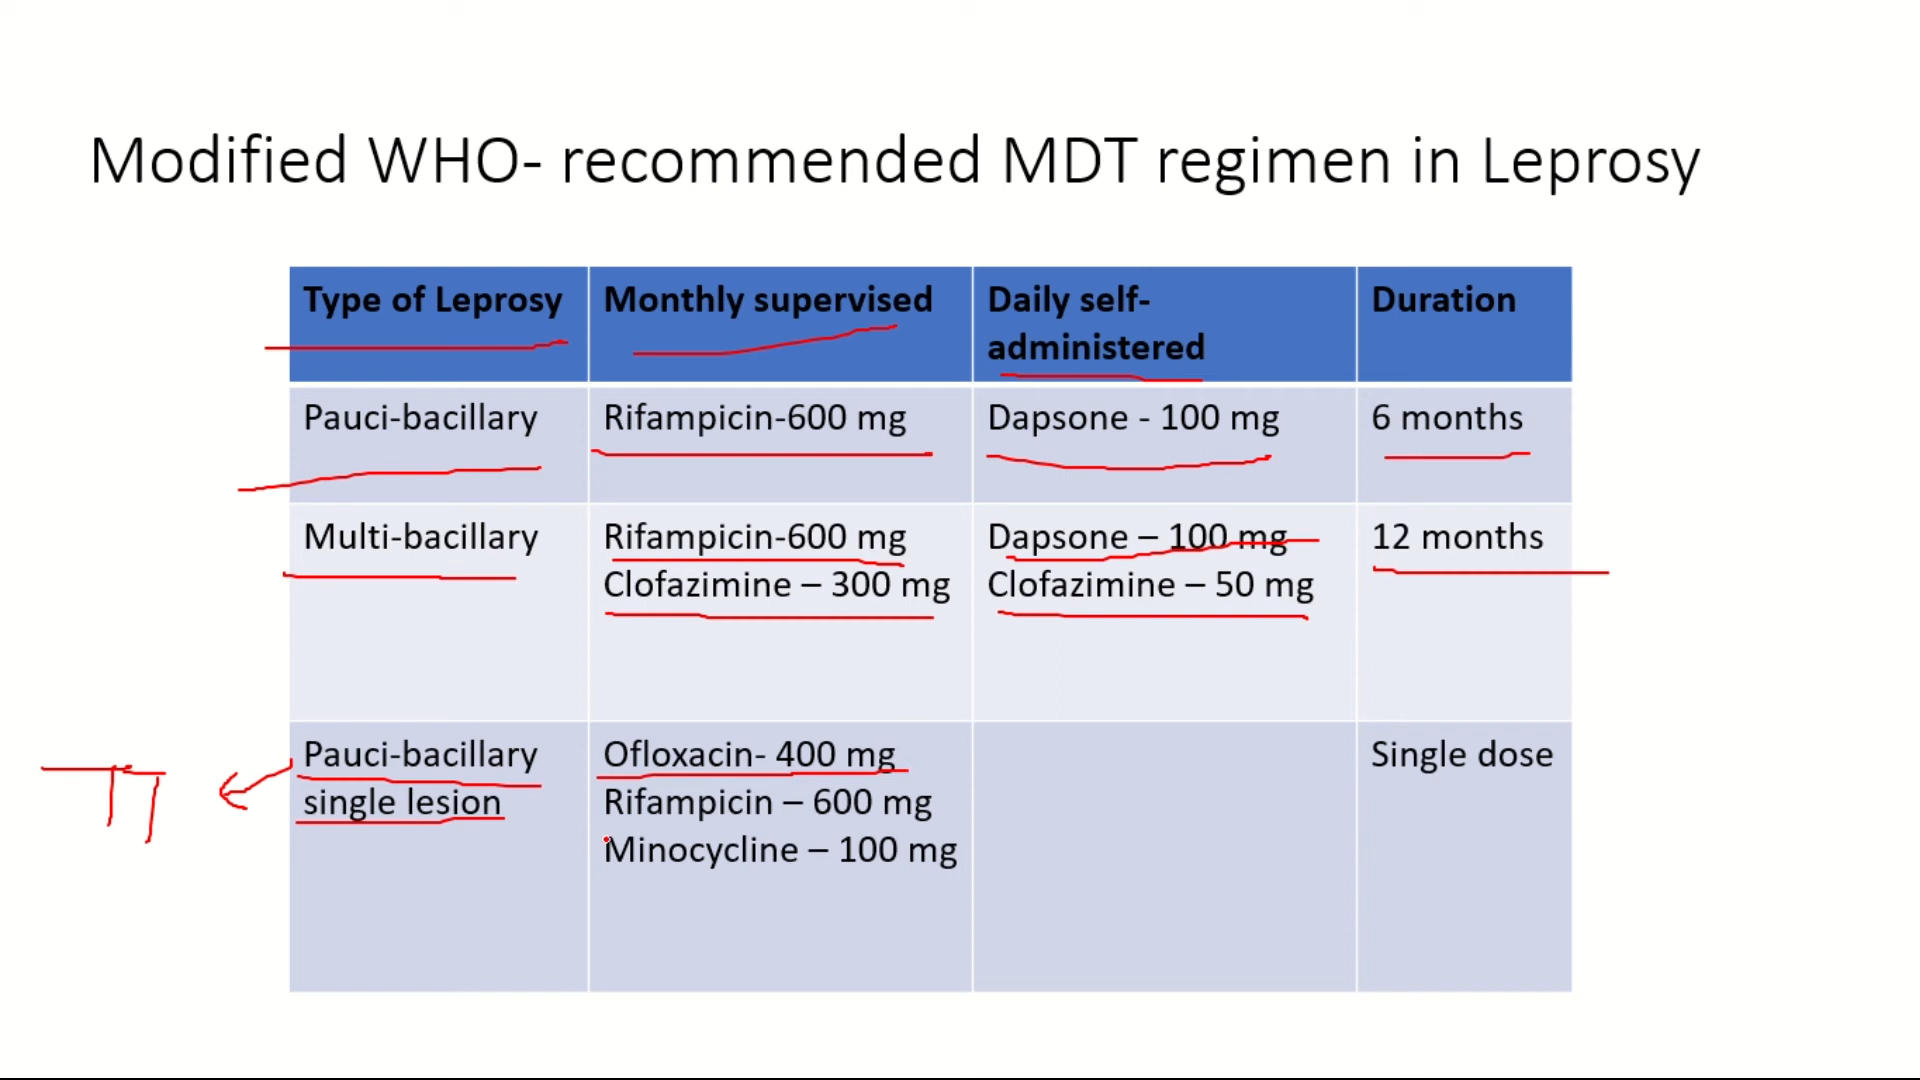 Modified WHO- recommended MDT regimen in Leprosy
Type of Leprosy
Monthly supervised
Daily self-
administered
Duration
Pauci-bacillary
Rifampicin-600 mg
Dapsone - 100 mg
6 months
Multi-bacillary
Rifampicin-600 mg
Clofazimine – 300 mg
Dapsone – 100 mg
Clofazimine – 50 mg
12 months
Pauci-bacillary
single lesion
Ofloxacin- 400 mg
Rifampicin – 600 mg
Minocycline – 100 mg
Single dose
TT